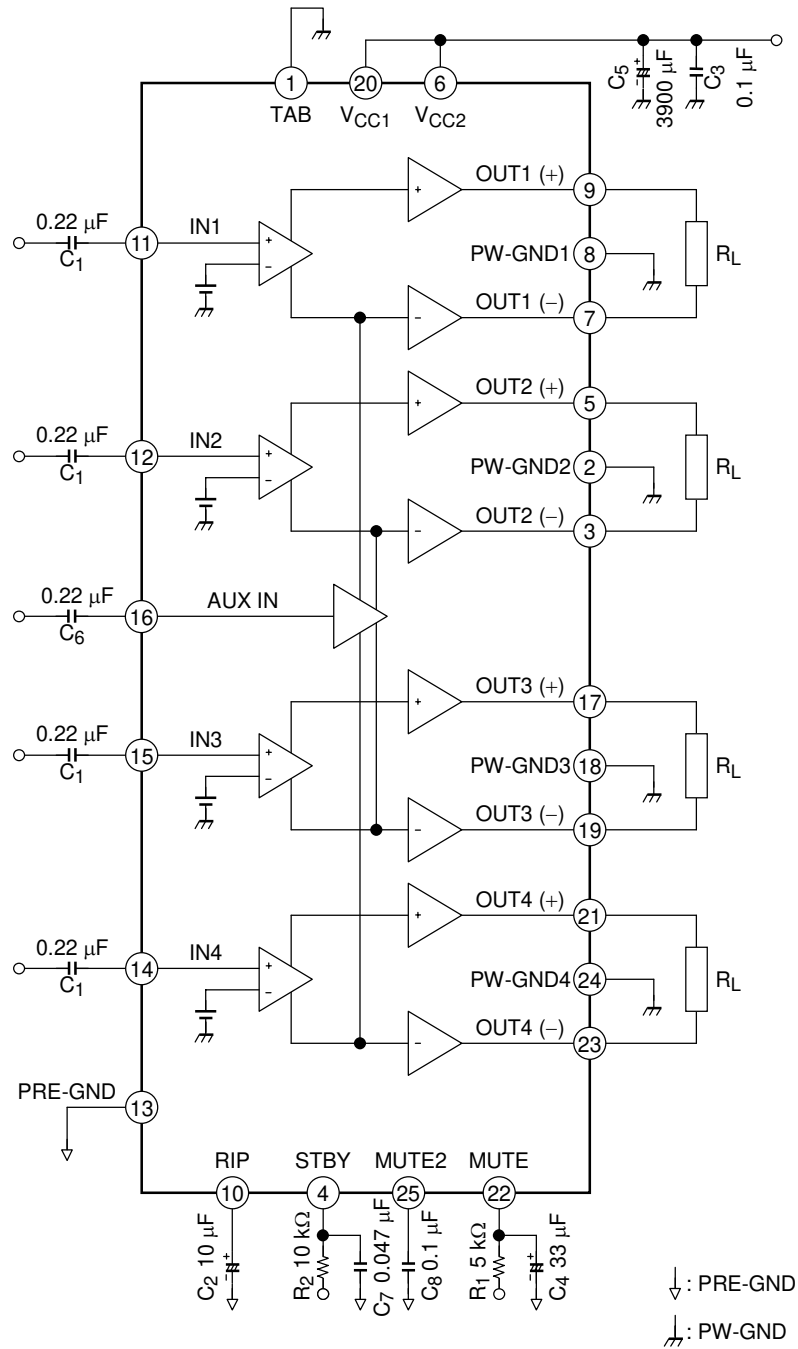 1
20
6
TAB
VCC1
VCC2
C5
3900 µF
C3
0.1 µF
0.22 µF
C1
11
IN1
+
−
+
OUT1 (+)
9
PW-GND1
8
RL
−
OUT1 (−)
7
0.22 µF
C1
12
IN2
+
−
+
OUT2 (+)
5
PW-GND2
2
RL
−
OUT2 (−)
3
0.22 µF
C6
16
AUX IN
0.22 µF
C1
15
IN3
+
−
+
OUT3 (+)
17
PW-GND3
18
RL
−
OUT3 (−)
19
0.22 µF
C1
14
IN4
+
−
+
OUT4 (+)
21
PW-GND4
24
RL
−
OUT4 (−)
23
PRE-GND
13
RIP
STBY
MUTE2
MUTE
10
4
25
22
C2 10 µF
R2 10 kΩ
C7 0.047 µF
C8 0.1 µF
R1 5 kΩ
C4 33 µF
: PRE-GND
: PW-GND